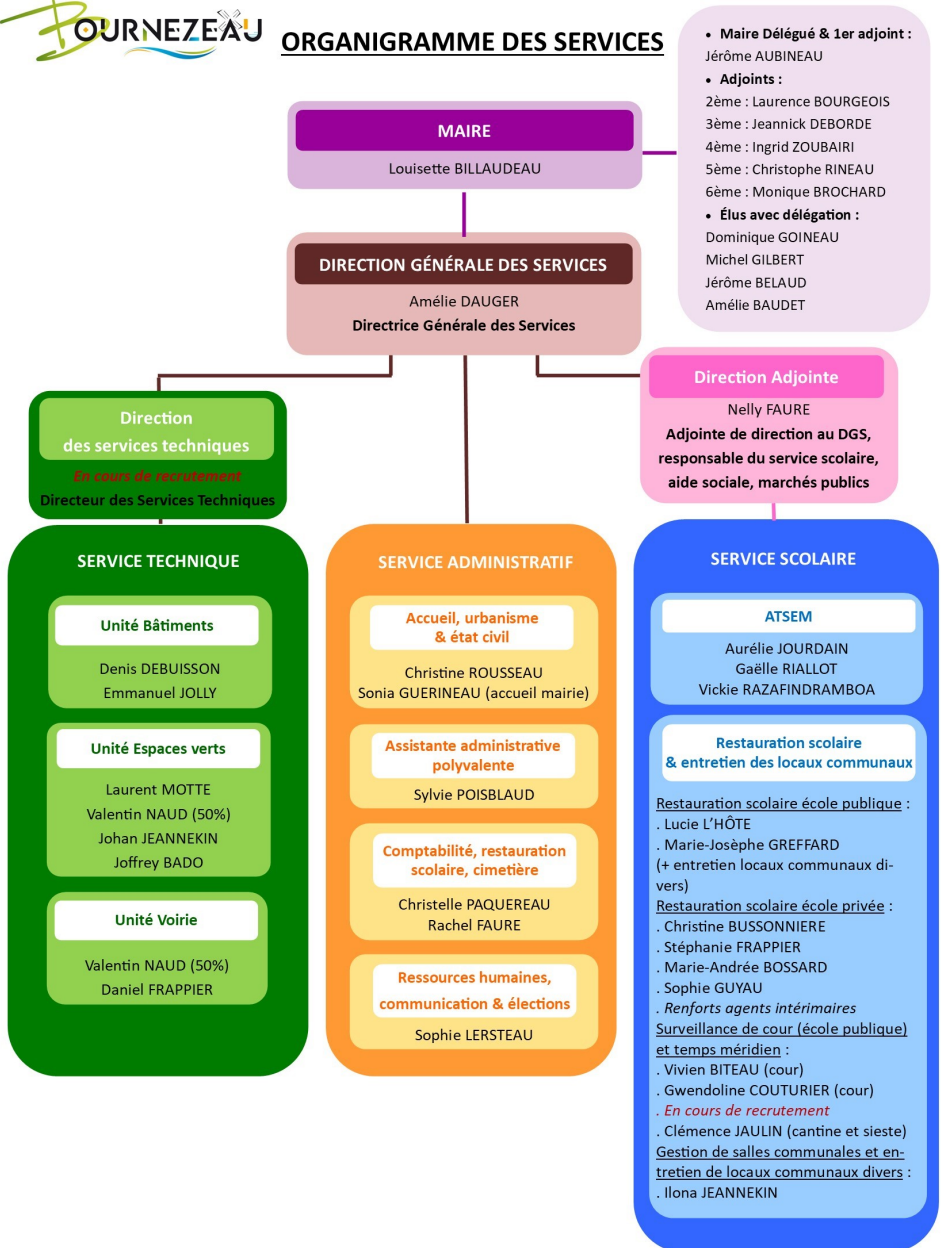 BOURNEZEAU
ORGANIGRAMME DES SERVICES
• Maire Délégué & 1er adjoint :
Jérôme AUBINEAU
• Adjoints :
2ème : Laurence BOURGEOIS
3ème : Jeannick DEBORDE
4ème : Ingrid ZOUBAIRI
5ème : Christophe RINEAU
6ème : Monique BROCHARD
• Élus avec délégation :
Dominique GOINEAU
Michel GILBERT
Jérôme BELAUD
Amélie BAUDET
MAIRE
Louisette BILLAUDEAU
DIRECTION GÉNÉRALE DES SERVICES
Amélie DAUGER
Directrice Générale des Services
Direction
des services techniques
En cours de recrutement
Directeur des Services Techniques
Direction Adjointe
Nelly FAURE
Adjointe de direction au DGS,
responsable du service scolaire,
aide sociale, marchés publics
SERVICE TECHNIQUE
Unité Bâtiments
Denis DEBUISSON
Emmanuel JOLLY
Unité Espaces verts
Laurent MOTTE
Valentin NAUD (50%)
Johan JEANNEKIN
Joffrey BADO
Unité Voirie
Valentin NAUD (50%)
Daniel FRAPPIER
SERVICE ADMINISTRATIF
Accueil, urbanisme
& état civil
Christine ROUSSEAU
Sonia GUERINEAU (accueil mairie)
Assistante administrative
polyvalente
Sylvie POISBLAUD
Comptabilité, restauration
scolaire, cimetière
Christelle PAQUEREAU
Rachel FAURE
Ressources humaines,
communication & élections
Sophie LERSTEAU
SERVICE SCOLAIRE
ATSEM
Aurélie JOURDAIN
Gaëlle RIALLOT
Vickie RAZAFINDRAMBOA
Restauration scolaire
& entretien des locaux communaux
Restauration scolaire école publique :
. Lucie L'HÔTE
. Marie-Josèphe GREFFARD
(+ entretien locaux communaux di-
vers)
Restauration scolaire école privée :
. Christine BUSSONNIERE
. Stéphanie FRAPPIER
. Marie-Andrée BOSSARD
. Sophie GUYAU
. Renforts agents intérimaires
Surveillance de cour (école publique)
et temps méridien :
. Vivien BITEAU (cour)
. Gwendoline COUTURIER (cour)
. En cours de recrutement
. Clémence JAULIN (cantine et sieste)
Gestion de salles communales et en-
tretien de locaux communaux divers :
. Ilona JEANNEKIN